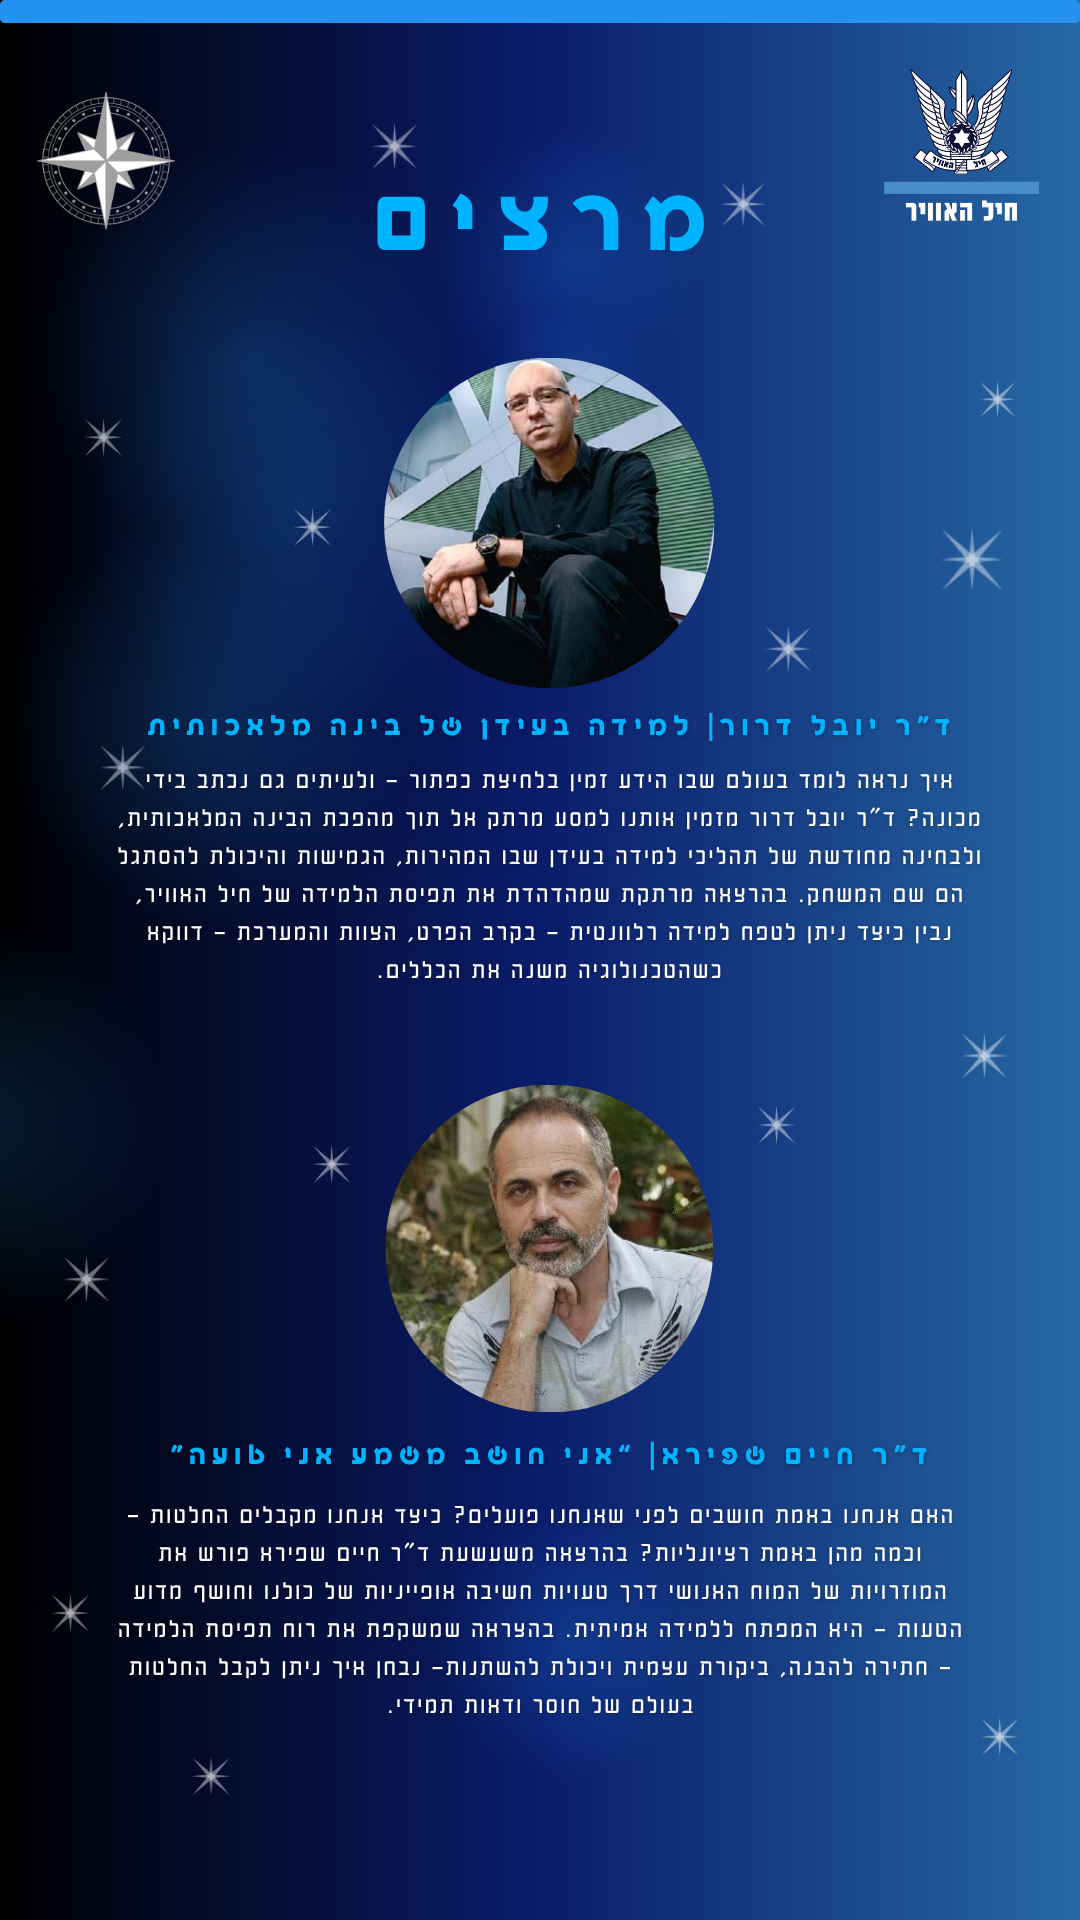 חיל האוויר
חיל האוויר
מרצים
ד"ר יובל דרור| למידה בעידן של בינה מלאכותית
איך נראה לומד בעולם שבו הידע זמין בלחיצת כפתור – ולעיתים גם נכתב בידי
מכונה? ד"ר יובל דרור מזמין אותנו למסע מרתק אל תוך מהפכת הבינה המלאכותית,
ולבחינה מחודשת של תהליכי למידה בעידן שבו המהירות, הגמישות והיכולת להסתגל
הם שם המשחק. בהרצאה מרתקת שמהדהדת את תפיסת הלמידה של חיל האוויר,
נבין כיצד ניתן לטפח למידה רלוונטית – בקרב הפרט, הצוות והמערכת – דווקא
כשהטכנולוגיה משנה את הכללים.
ד"ר חיים שפירא| "אני חושב משמע אני טועה"
האם אנחנו באמת חושבים לפני שאנחנו פועלים? כיצד אנחנו מקבלים החלטות –
וכמה מהן באמת רציונליות? בהרצאה משעשעת ד"ר חיים שפירא פורש את
המוזרויות של המוח האנושי דרך טעויות חשיבה אופייניות של כולנו וחושף מדוע
הטעות – היא המפתח ללמידה אמיתית. בהצראה שמשקפת את רוח תפיסת הלמידה
– חתירה להבנה, ביקורת עצמית ויכולת להשתנות– נבחן איך ניתן לקבל החלטות
בעולם של חוסר ודאות תמידי.